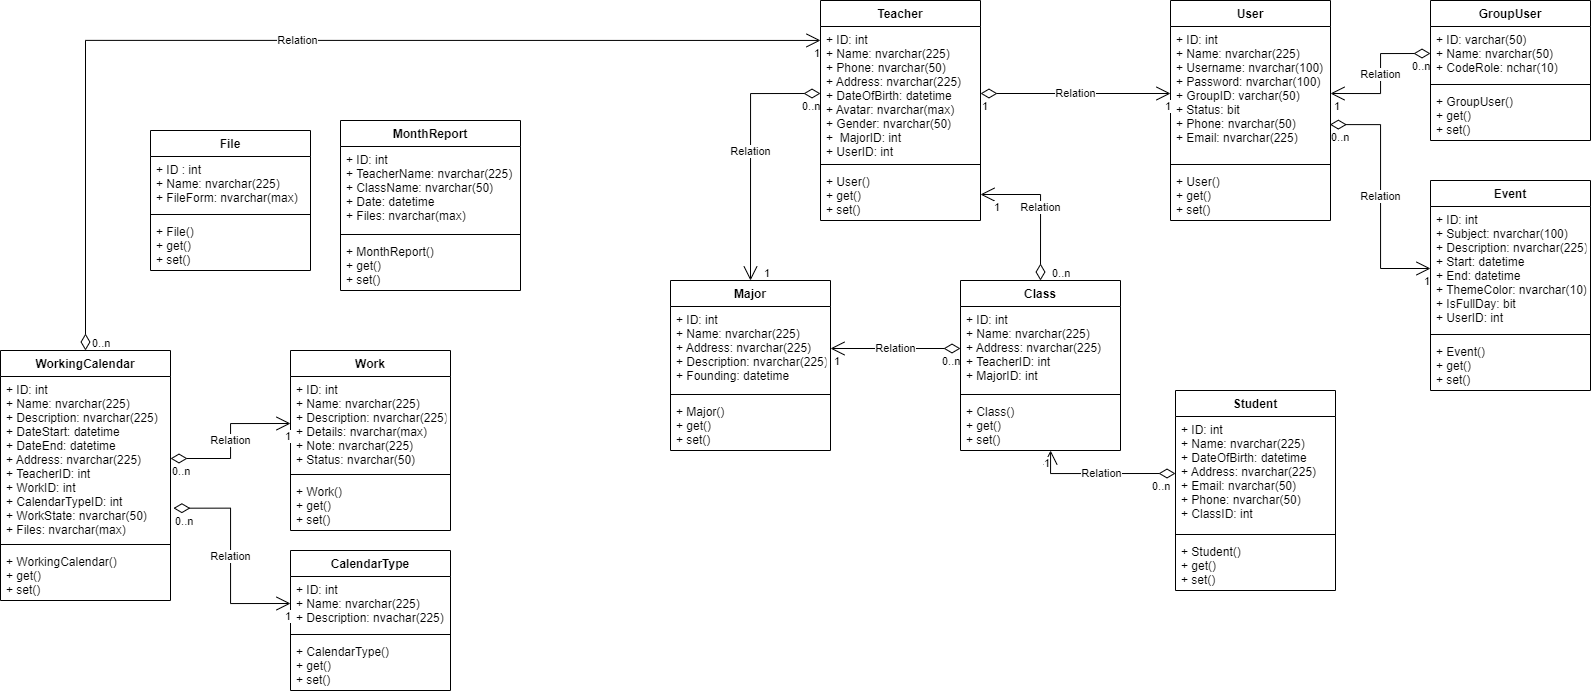 Teacher
+ ID: int
+ Name: nvarchar(225)
+ Phone: nvarchar(50)
+ Address: nvarchar(225)
+ DateOfBirth: datetime
+ Avatar: nvarchar(max)
+ Gender: nvarchar(50)
+ MajorID: int
+ UserID: int
+ User()
+ get()
+ set()
User
+ ID: int
+ Name: nvarchar(225)
+ Username: nvarchar(100)
+ Password: nvarchar(100)
+ GroupID: varchar(50)
+ Status: bit
+ Phone: nvarchar(50)
+ Email: nvarchar(225)
+ User()
+ get()
+ set()
GroupUser
+ ID: varchar(50)
+ Name: nvarchar(50)
+ CodeRole: nchar(10)
+ GroupUser()
+ get()
+ set()
Relation
1
0..n
Relation
1
Relation
1
0..n
Relation
1
0..n
Relation
1
Relation
1
0..n
1
0..n
File
+ ID : int
+ Name: nvarchar(225)
+ FileForm: nvarchar(max)
+ File()
+ get()
+ set()
MonthReport
+ ID: int
+ TeacherName: nvarchar(225)
+ ClassName: nvarchar(50)
+ Date: datetime
+ Files: nvarchar(max)
+ MonthReport()
+ get()
+ set()
Event
+ ID: int
+ Subject: nvarchar(100)
+ Description: nvarchar(225)
+ Start: datetime
+ End: datetime
+ ThemeColor: nvarchar(10)
+ IsFullDay: bit
+ UserID: int
+ Event()
+ get()
+ set()
Major
+ ID: int
+ Name: nvarchar(225)
+ Address: nvarchar(225)
+ Description: nvarchar(225)
+ Founding: datetime
+ Major()
+ get()
+ set()
Relation
1
0..n
Class
+ ID: int
+ Name: nvarchar(225)
+ Address: nvarchar(225)
+ TeacherID: int
+ MajorID: int
+ Class()
+ get()
+ set()
0..n
WorkingCalendar
+ ID: int
+ Name: nvarchar(225)
+ Description: nvarchar(225)
+ DateStart: datetime
+ DateEnd: datetime
+ Address: nvarchar(225)
+ TeacherID: int
+ WorkID: int
+ CalendarTypeID: int
+ WorkState: nvarchar(50)
+ Files: nvarchar(max)
+ WorkingCalendar()
+ get()
+ set()
Relation
1
0..n
Work
+ ID: int
+ Name: nvarchar(225)
+ Description: nvarchar(225)
+ Details: nvarchar(max)
+ Note: nvarchar(225)
+ Status: nvarchar(50)
+ Work()
+ get()
+ set()
0..n
Relation
1
CalendarType
+ ID: int
+ Name: nvarchar(225)
+ Description: nvachar(225)
+ CalendarType()
+ get()
+ set()
1
Relation
0..n
Student
+ ID: int
+ Name: nvarchar(225)
+ DateOfBirth: datetime
+ Address: nvarchar(225)
+ Email: nvarchar(50)
+ Phone: nvarchar(50)
+ ClassID: int
+ Student()
+ get()
+ set()